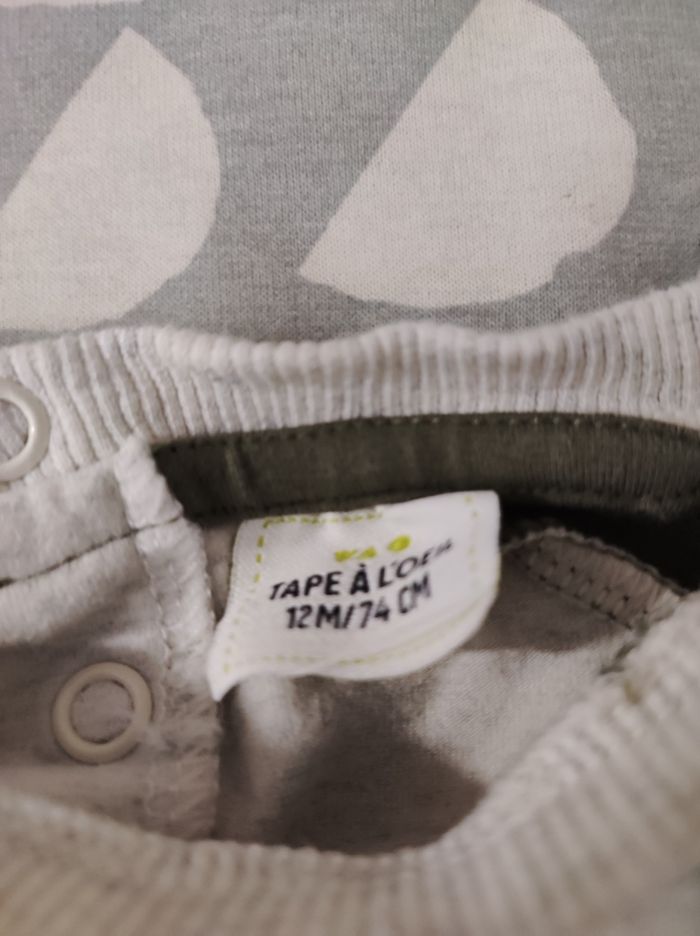 TAPE À L'OEIL
12M/74 CM